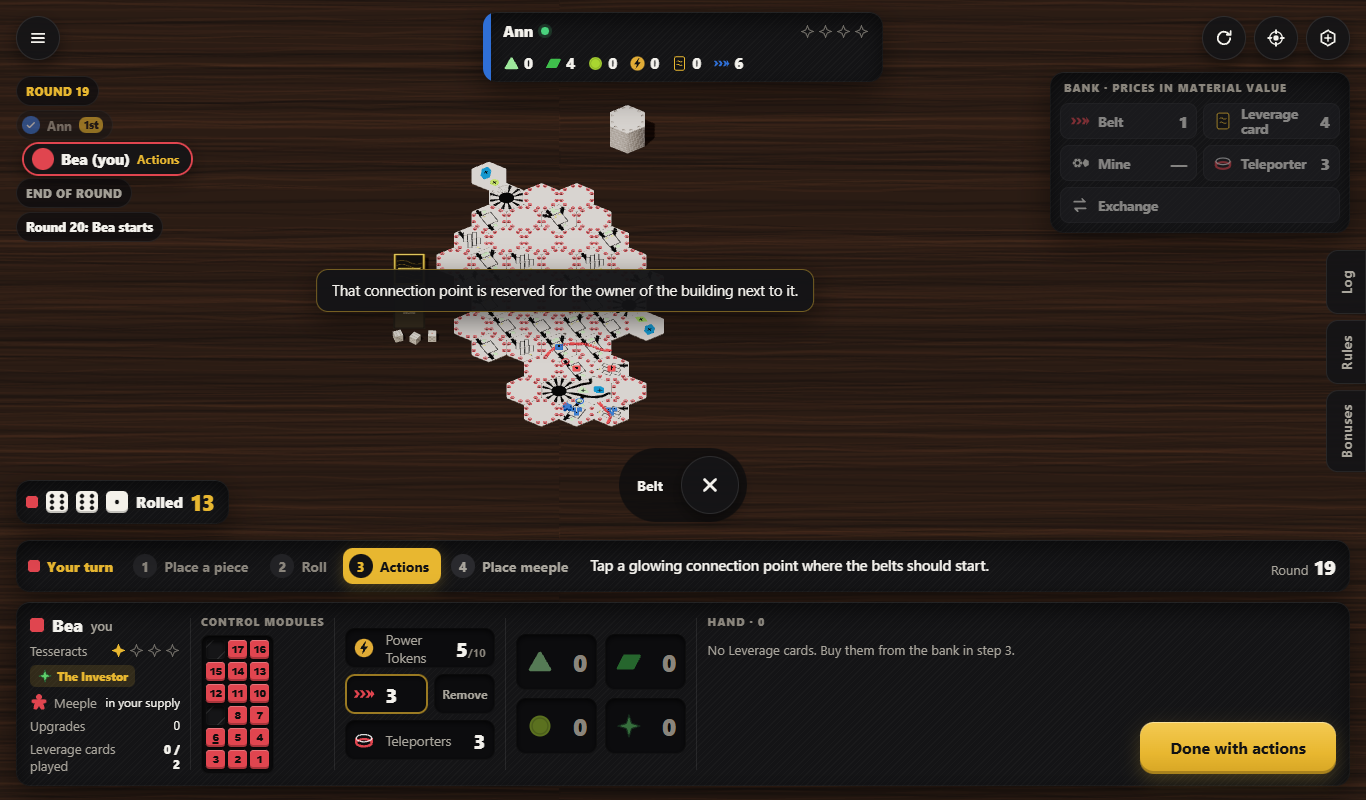 Ann
0 4 0 0 0 6
ROUND 19
Ann 1st
Bea (you) Actions
END OF ROUND
Round 20: Bea starts
BANK · PRICES IN MATERIAL VALUE
Belt 1
Leverage card 4
Mine —
Teleporter 3
Exchange
That connection point is reserved for the owner of the building next to it.
Log
Rules
Bonuses
Belt
Rolled 13
Your turn
1 Place a piece
2 Roll
3 Actions
4 Place meeple
Tap a glowing connection point where the belts should start.
Round 19
Bea you
Tesseracts
The Investor
Meeple in your supply
Upgrades 0
Leverage cards played 0 / 2
CONTROL MODULES
17 16
15 14 13
12 11 10
8 7
6 5 4
3 2 1
Power Tokens 5/10
3
Remove
Teleporters 3
0 0
0 0
HAND · 0
No Leverage cards. Buy them from the bank in step 3.
Done with actions